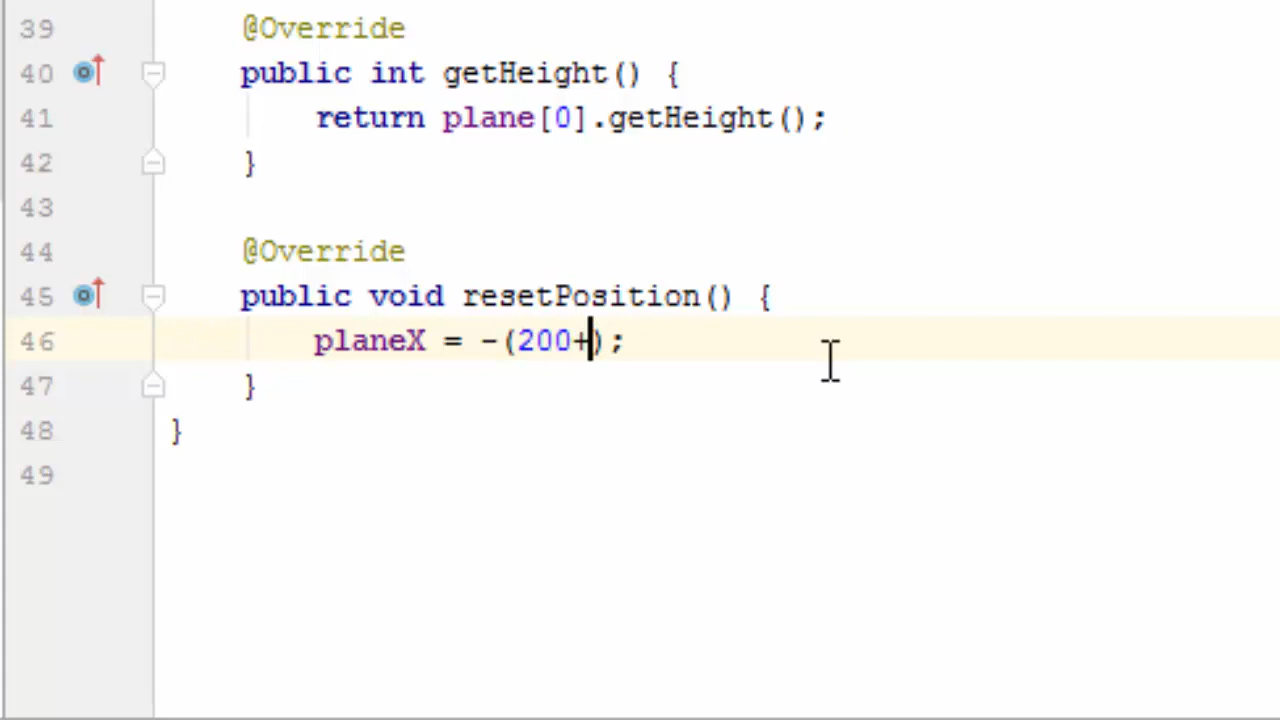 39 @Override
40 public int getHeight() {
41 return plane[0].getHeight();
42 }
43
44 @Override
45 public void resetPosition() {
46 planeX = -(200+);
47 }
48 }
49